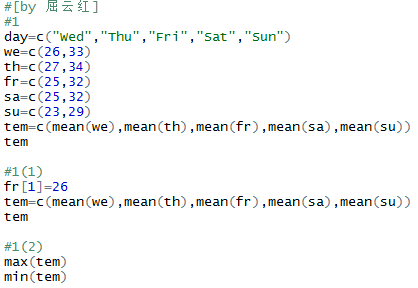 #[by 屈云红]
#1
day=c("Wed","Thu","Fri","Sat","Sun")
we=c(26,33)
th=c(27,34)
fr=c(25,32)
sa=c(25,32)
su=c(23,29)
tem=c(mean(we),mean(th),mean(fr),mean(sa),mean(su))
tem
#1(1)
fr[1]=26
tem=c(mean(we),mean(th),mean(fr),mean(sa),mean(su))
tem
#1(2)
max(tem)
min(tem)